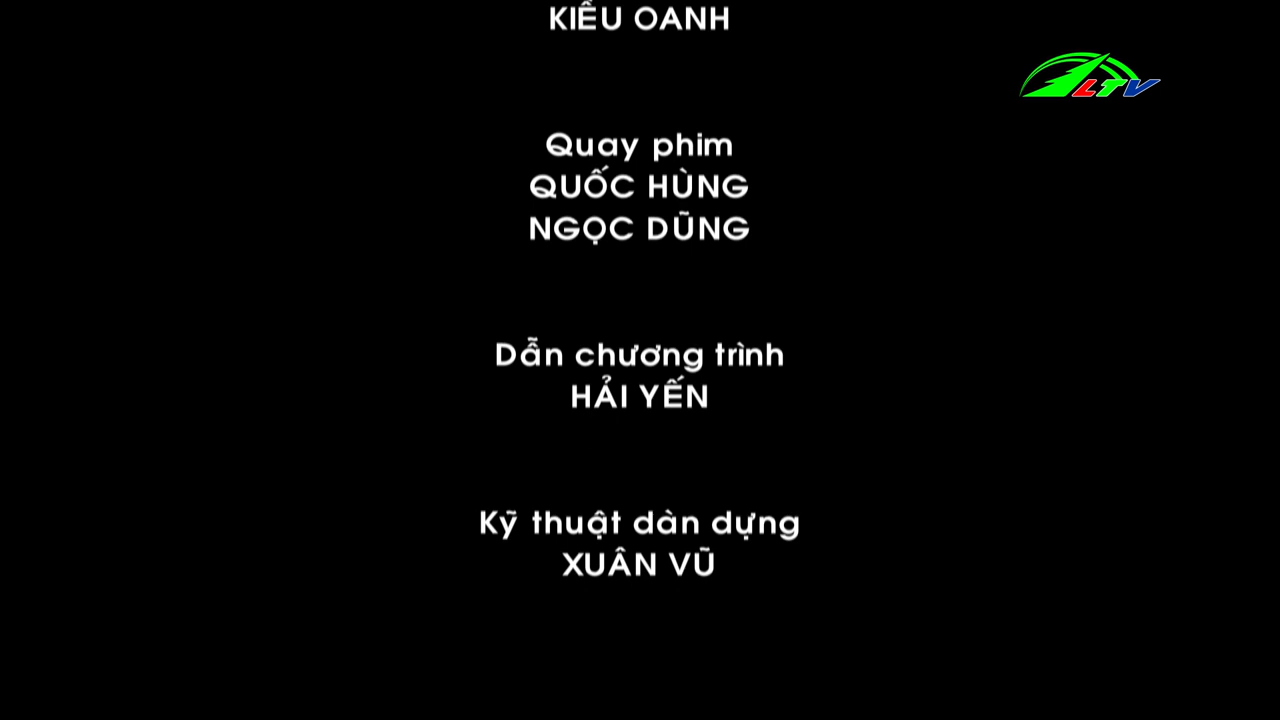 KIỀU OANH
LTV
Quay phim
QUỐC HÙNG
NGỌC DŨNG
Dẫn chương trình
HẢI YẾN
Kỹ thuật dàn dựng
XUÂN VŨ